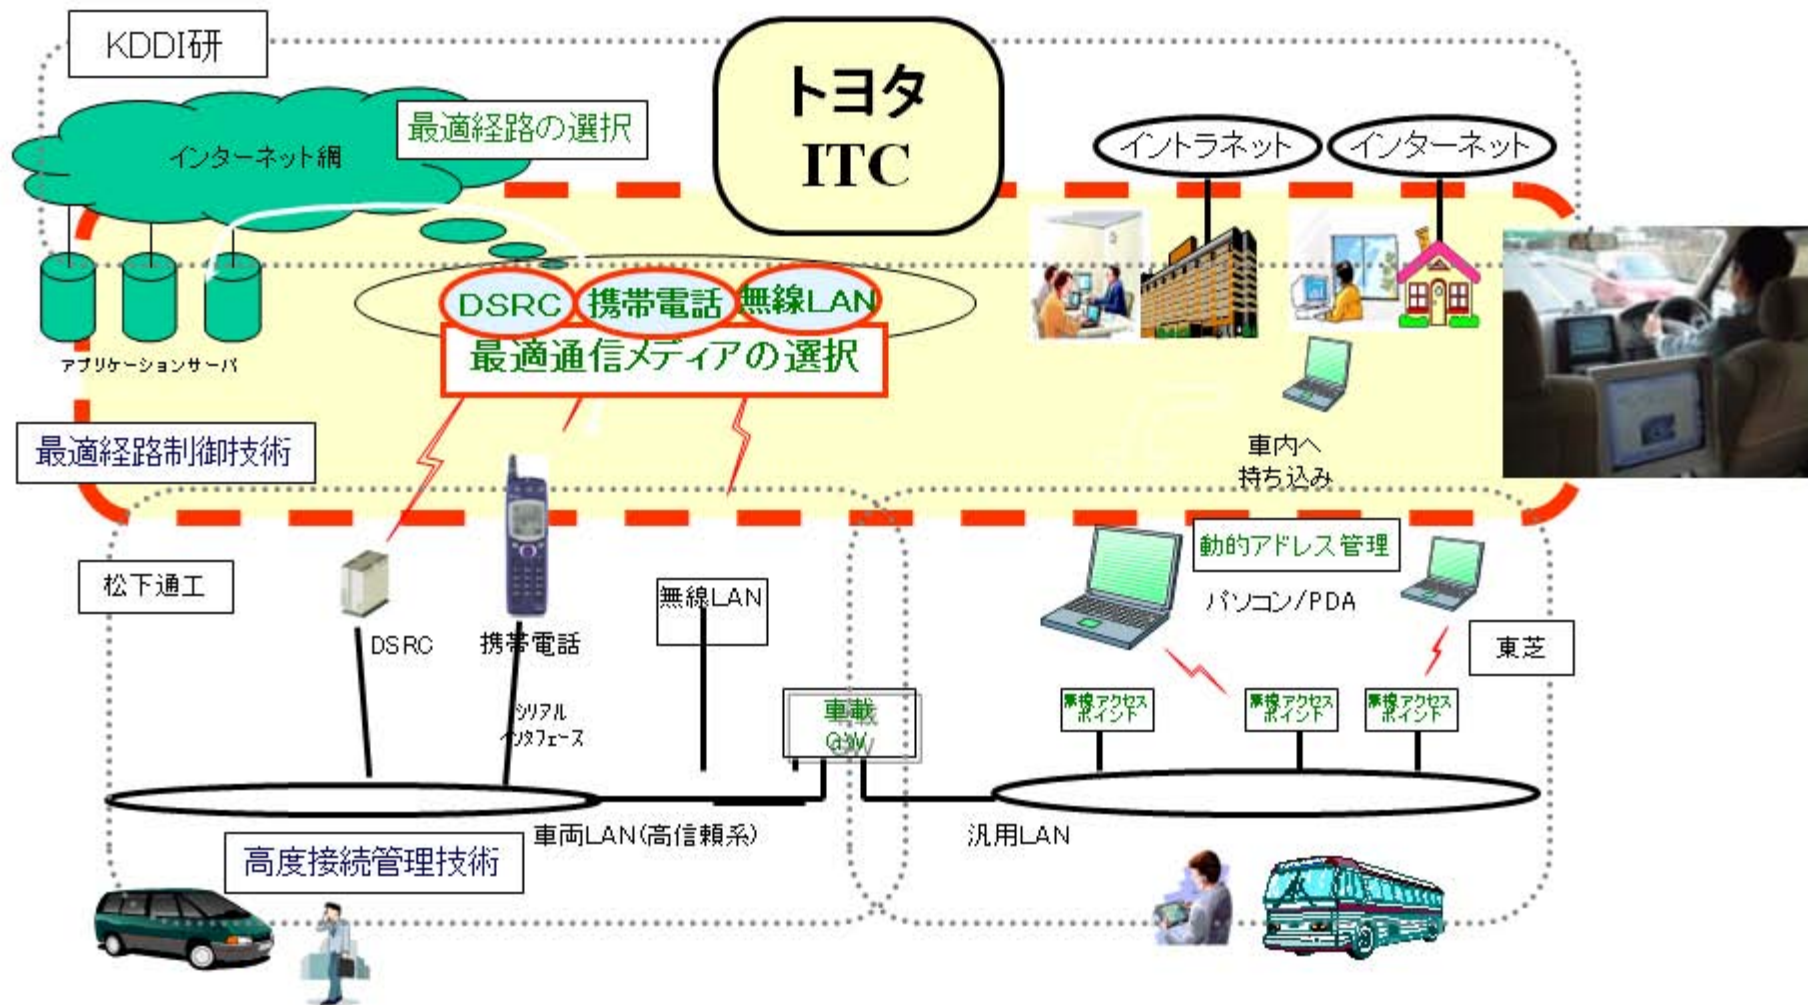 KDDI研
トヨタ
ITC
最適経路の選択
インターネット網
イントラネット
インターネット
DSRC
携帯電話
無線LAN
最適通信メディアの選択
アプリケーションサーバ
最適経路制御技術
車内へ
持ち込み
動的アドレス管理
松下通工
無線LAN
パソコン/PDA
DSRC
携帯電話
東芝
シリアル
インタフェース
車載
GW
無線アクセス
ポイント
無線アクセス
ポイント
無線アクセス
ポイント
車両LAN(高信頼系)
汎用LAN
高度接続管理技術